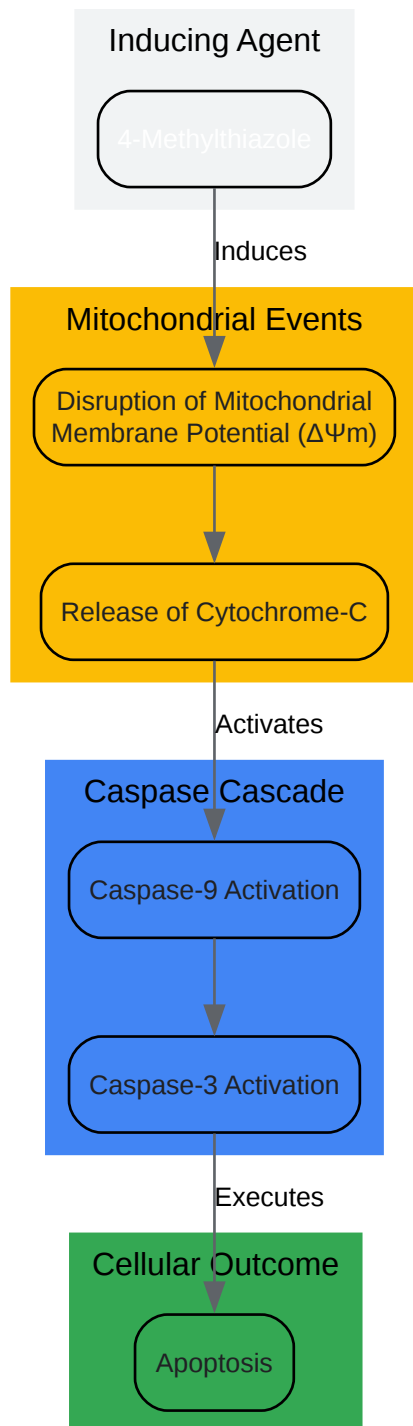 Inducing Agent
4-Methylthiazole
Induces
Mitochondrial Events
Disruption of Mitochondrial
Membrane Potential (ΔΨm)
Release of Cytochrome-C
Activates
Caspase Cascade
Caspase-9 Activation
Caspase-3 Activation
Executes
Cellular Outcome
Apoptosis